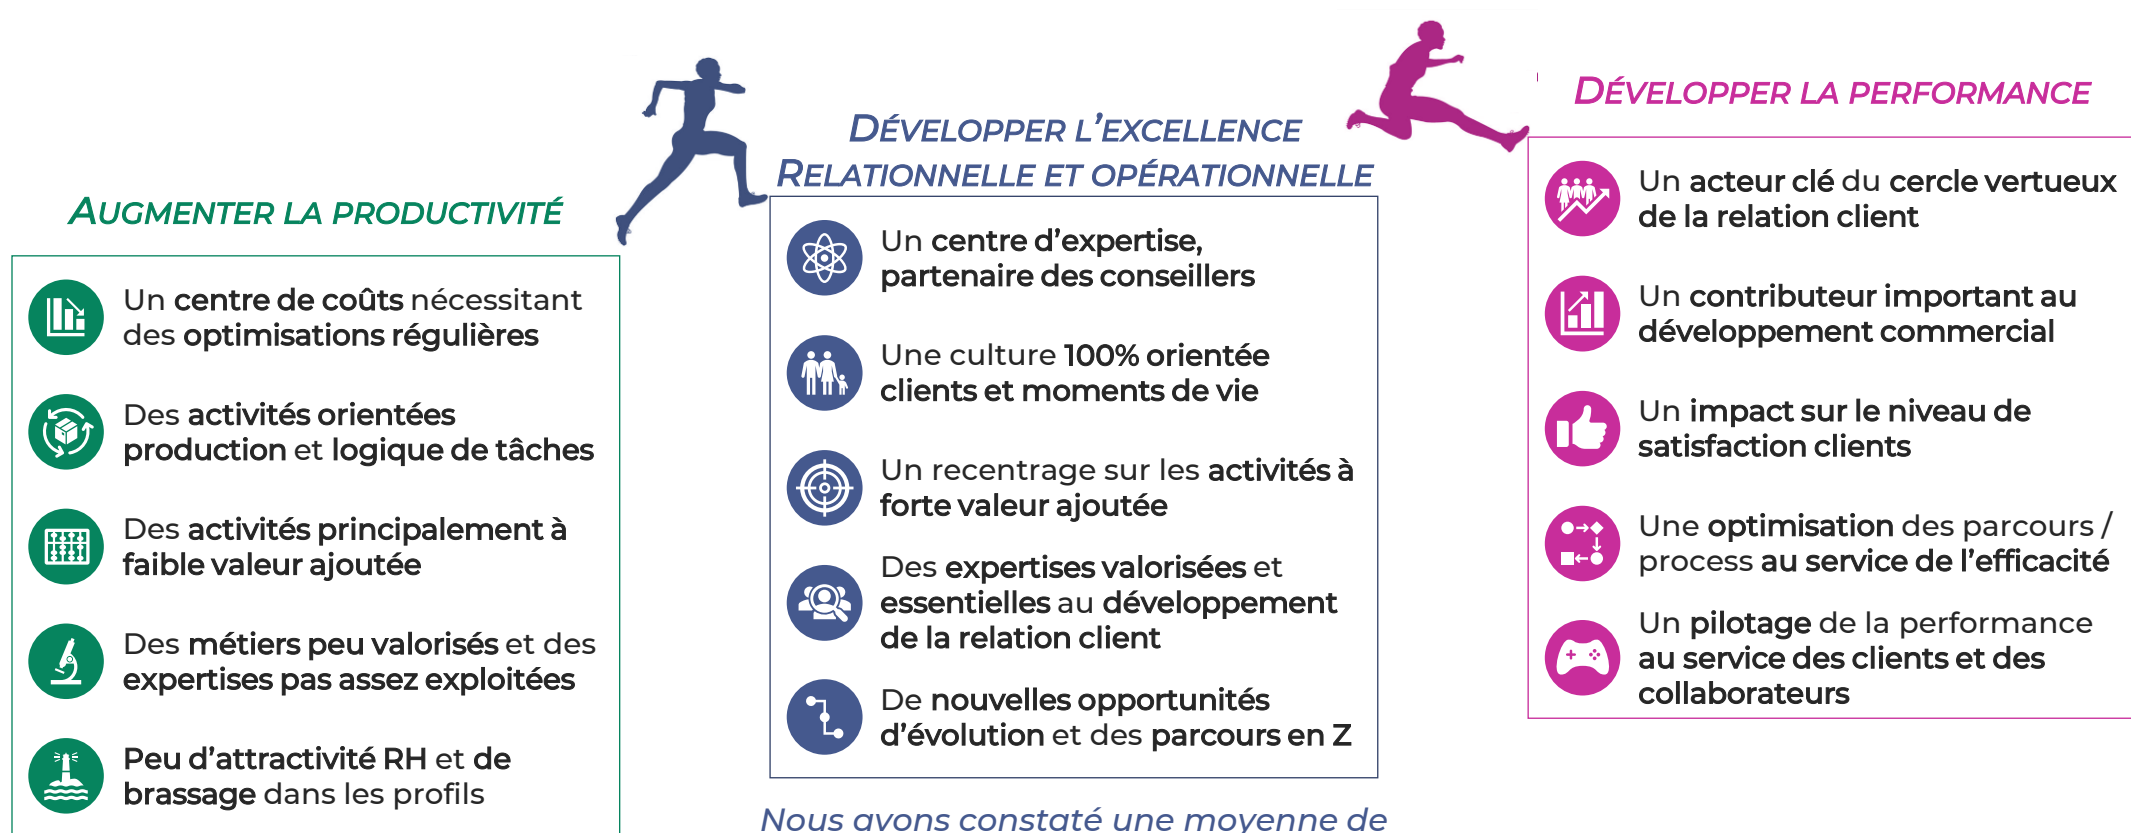 AUGMENTER LA PRODUCTIVITÉ
Un centre de coûts nécessitant
des optimisations régulières
Des activités orientées
production et logique de tâches
Des activités principalement à
faible valeur ajoutée
Des métiers peu valorisés et des
expertises pas assez exploitées
Peu d’attractivité RH et de
brassage dans les profils
DÉVELOPPER L’EXCELLENCE
RELATIONNELLE ET OPÉRATIONNELLE
Un centre d’expertise,
partenaire des conseillers
Une culture 100% orientée
clients et moments de vie
Un recentrage sur les activités à
forte valeur ajoutée
Des expertises valorisées et
essentielles au développement
de la relation client
De nouvelles opportunités
d’évolution et des parcours en Z
Nous avons constaté une moyenne de
DÉVELOPPER LA PERFORMANCE
Un acteur clé du cercle vertueux
de la relation client
Un contributeur important au
développement commercial
Un impact sur le niveau de
satisfaction clients
Une optimisation des parcours /
process au service de l’efficacité
Un pilotage de la performance
au service des clients et des
collaborateurs